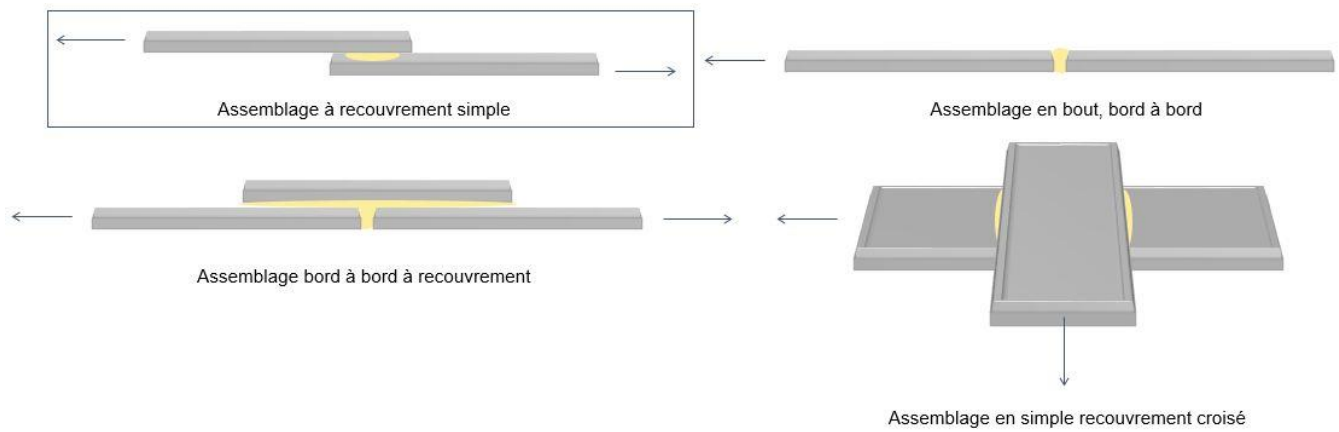 Assemblage à recouvrement simple
Assemblage en bout, bord à bord
Assemblage bord à bord à recouvrement
Assemblage en simple recouvrement croisé